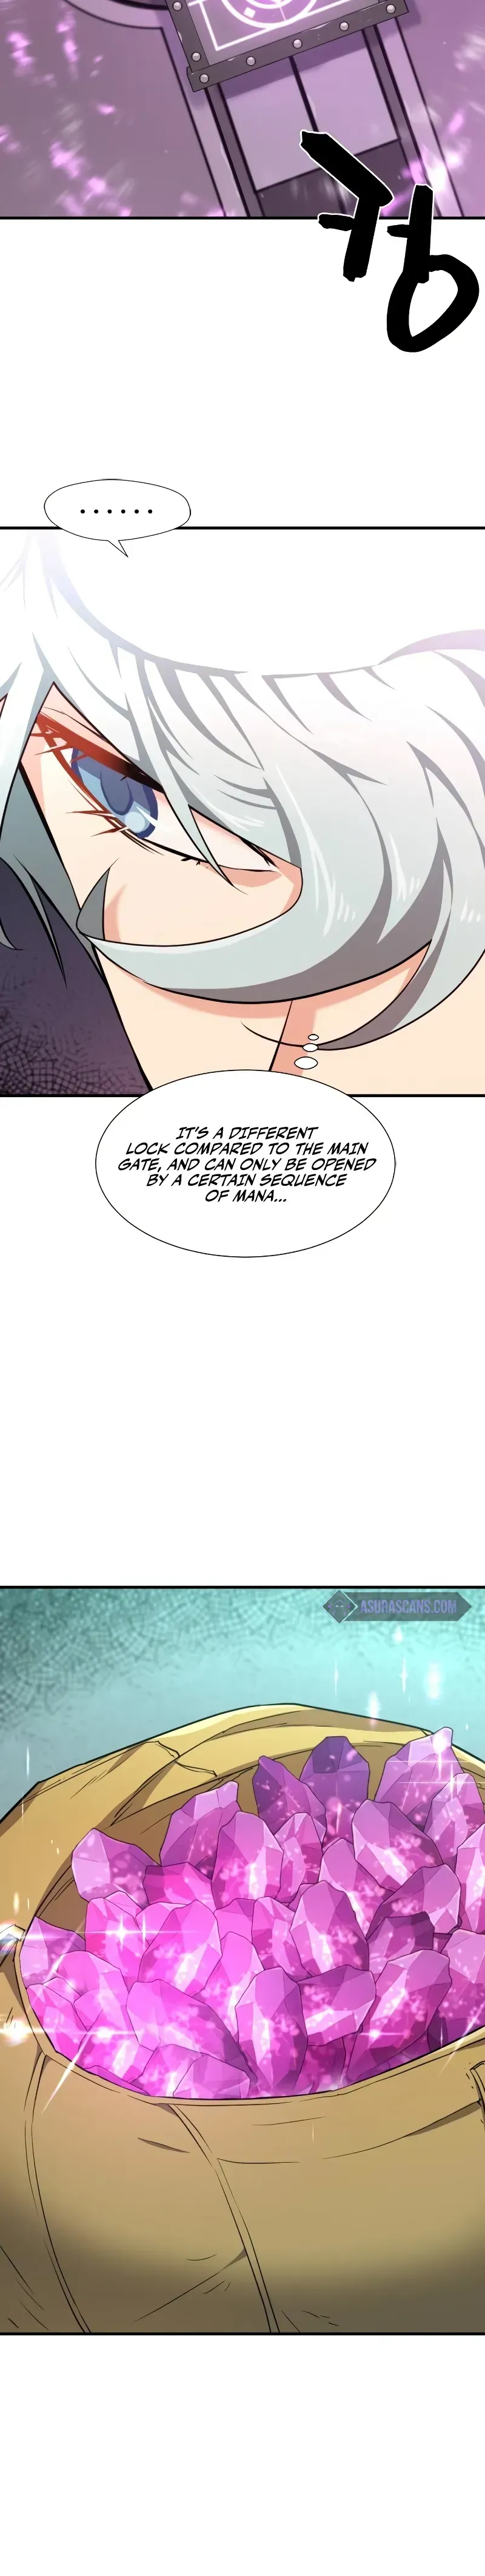 강
......
IT'S A DIFFERENT
LOCK COMPARED TO THE MAIN
GATE, AND CAN ONLY BE OPENED
BY A CERTAIN SEQUENCE
OF MANA...
ASURASCANS.COM